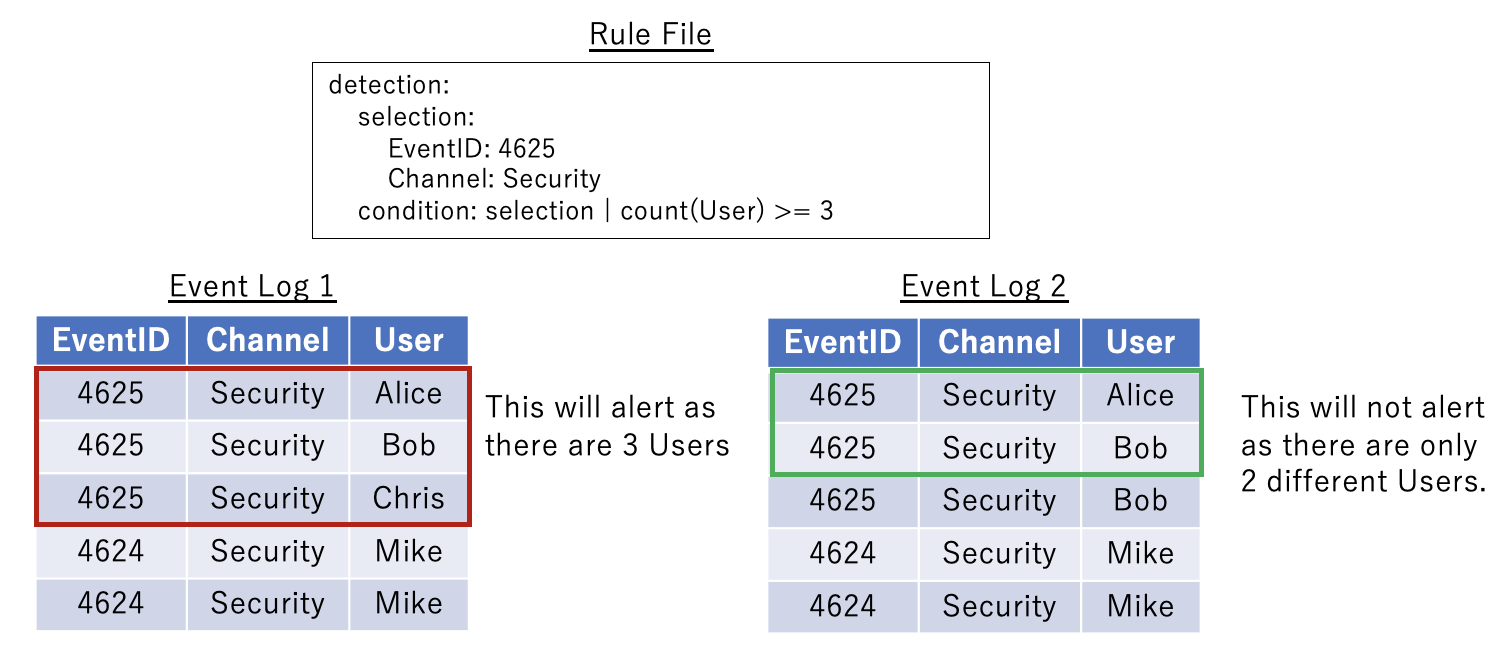 Rule File
detection:
selection:
EventID: 4625
Channel: Security
condition: selection | count(User) >= 3
Event Log 1
EventID Channel User
4625 Security Alice
4625 Security Bob
4625 Security Chris
4624 Security Mike
4624 Security Mike
This will alert as
there are 3 Users
Event Log 2
EventID Channel User
4625 Security Alice
4625 Security Bob
4625 Security Bob
4624 Security Mike
4624 Security Mike
This will not alert
as there are only
2 different Users.